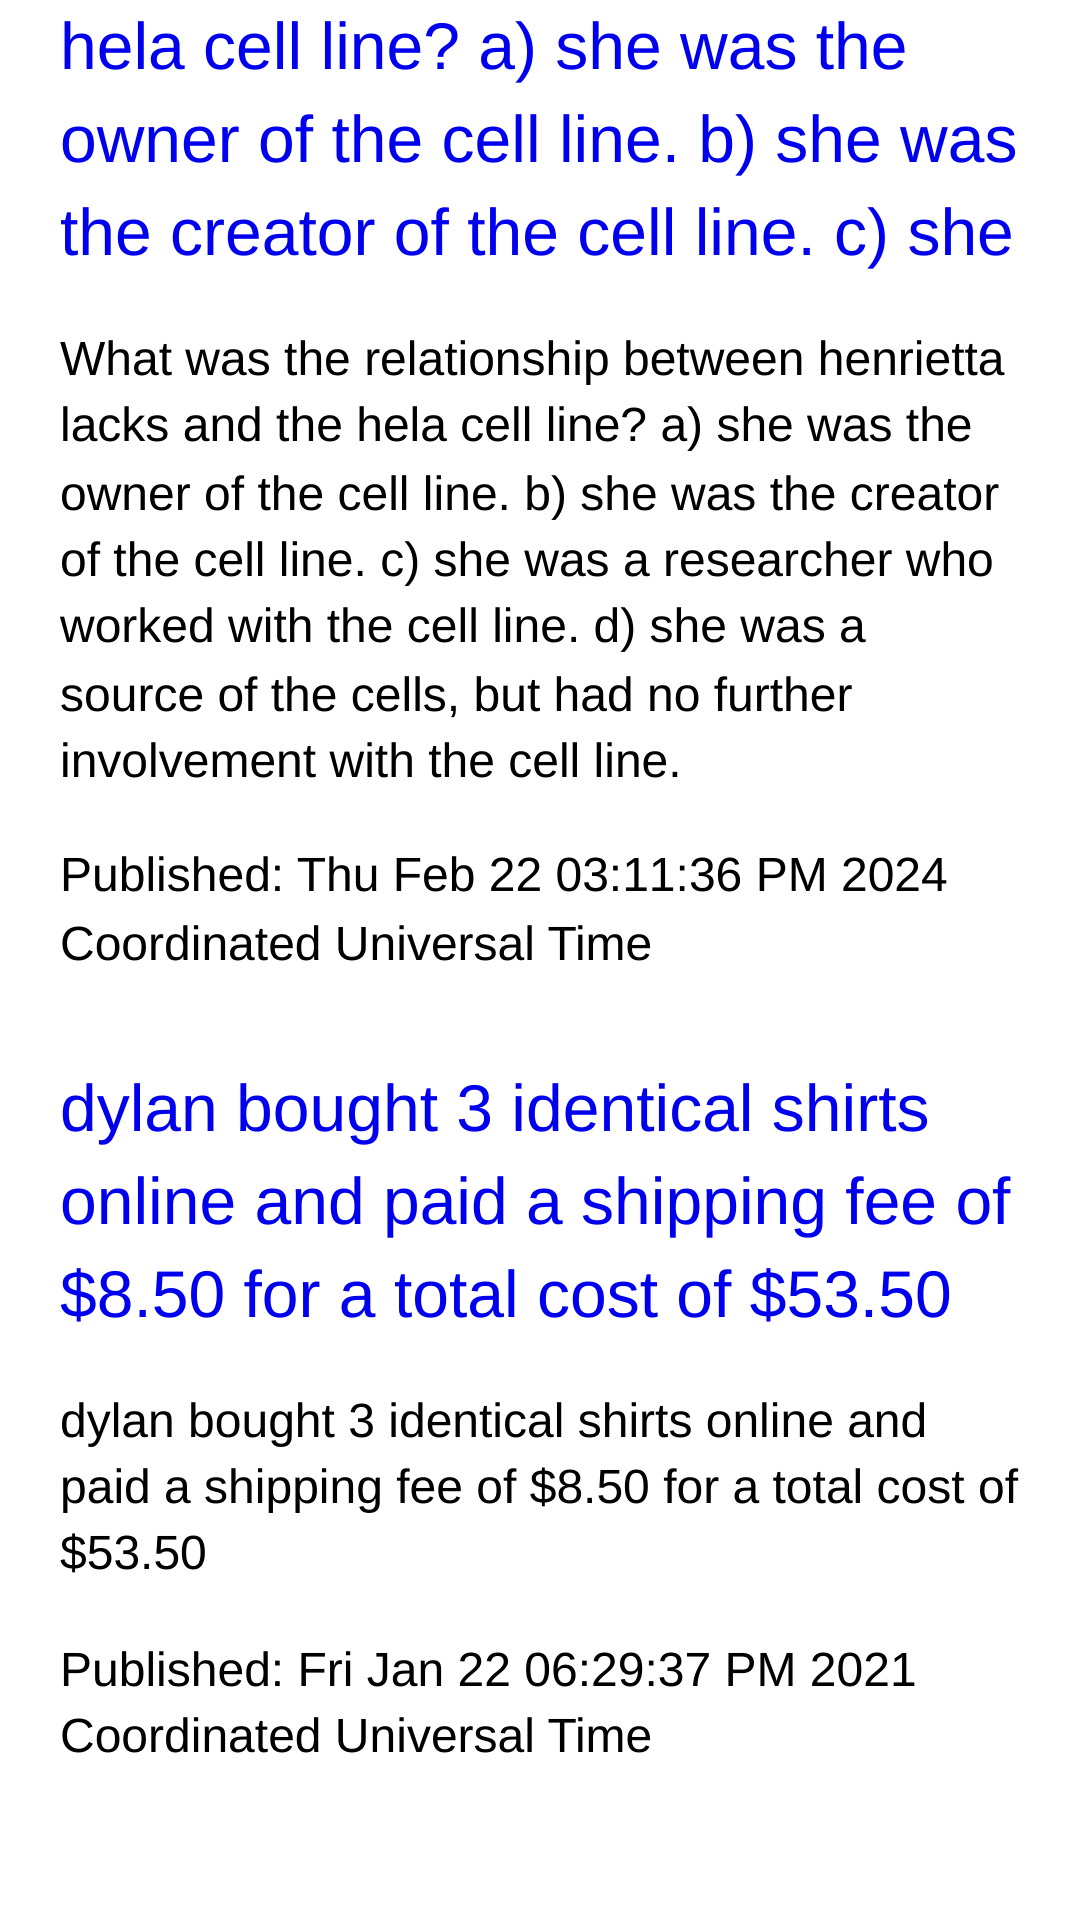 hela cell line? a) she was the
owner of the cell line. b) she was
the creator of the cell line. c) she
What was the relationship between henrietta
lacks and the hela cell line? a) she was the
owner of the cell line. b) she was the creator
of the cell line. c) she was a researcher who
worked with the cell line. d) she was a
source of the cells, but had no further
involvement with the cell line.
Published: Thu Feb 22 03:11:36 PM 2024
Coordinated Universal Time
dylan bought 3 identical shirts
online and paid a shipping fee of
$8.50 for a total cost of $53.50
dylan bought 3 identical shirts online and
paid a shipping fee of $8.50 for a total cost of
$53.50
Published: Fri Jan 22 06:29:37 PM 2021
Coordinated Universal Time